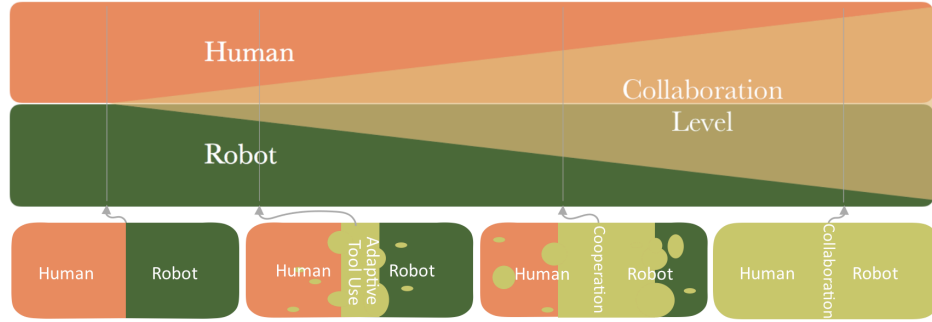 Human
Collaboration
Level
Robot
Human
Robot
Human
Adaptive
Tool Use
Robot
Human
Cooperation
Robot
Human
Collaboration
Robot